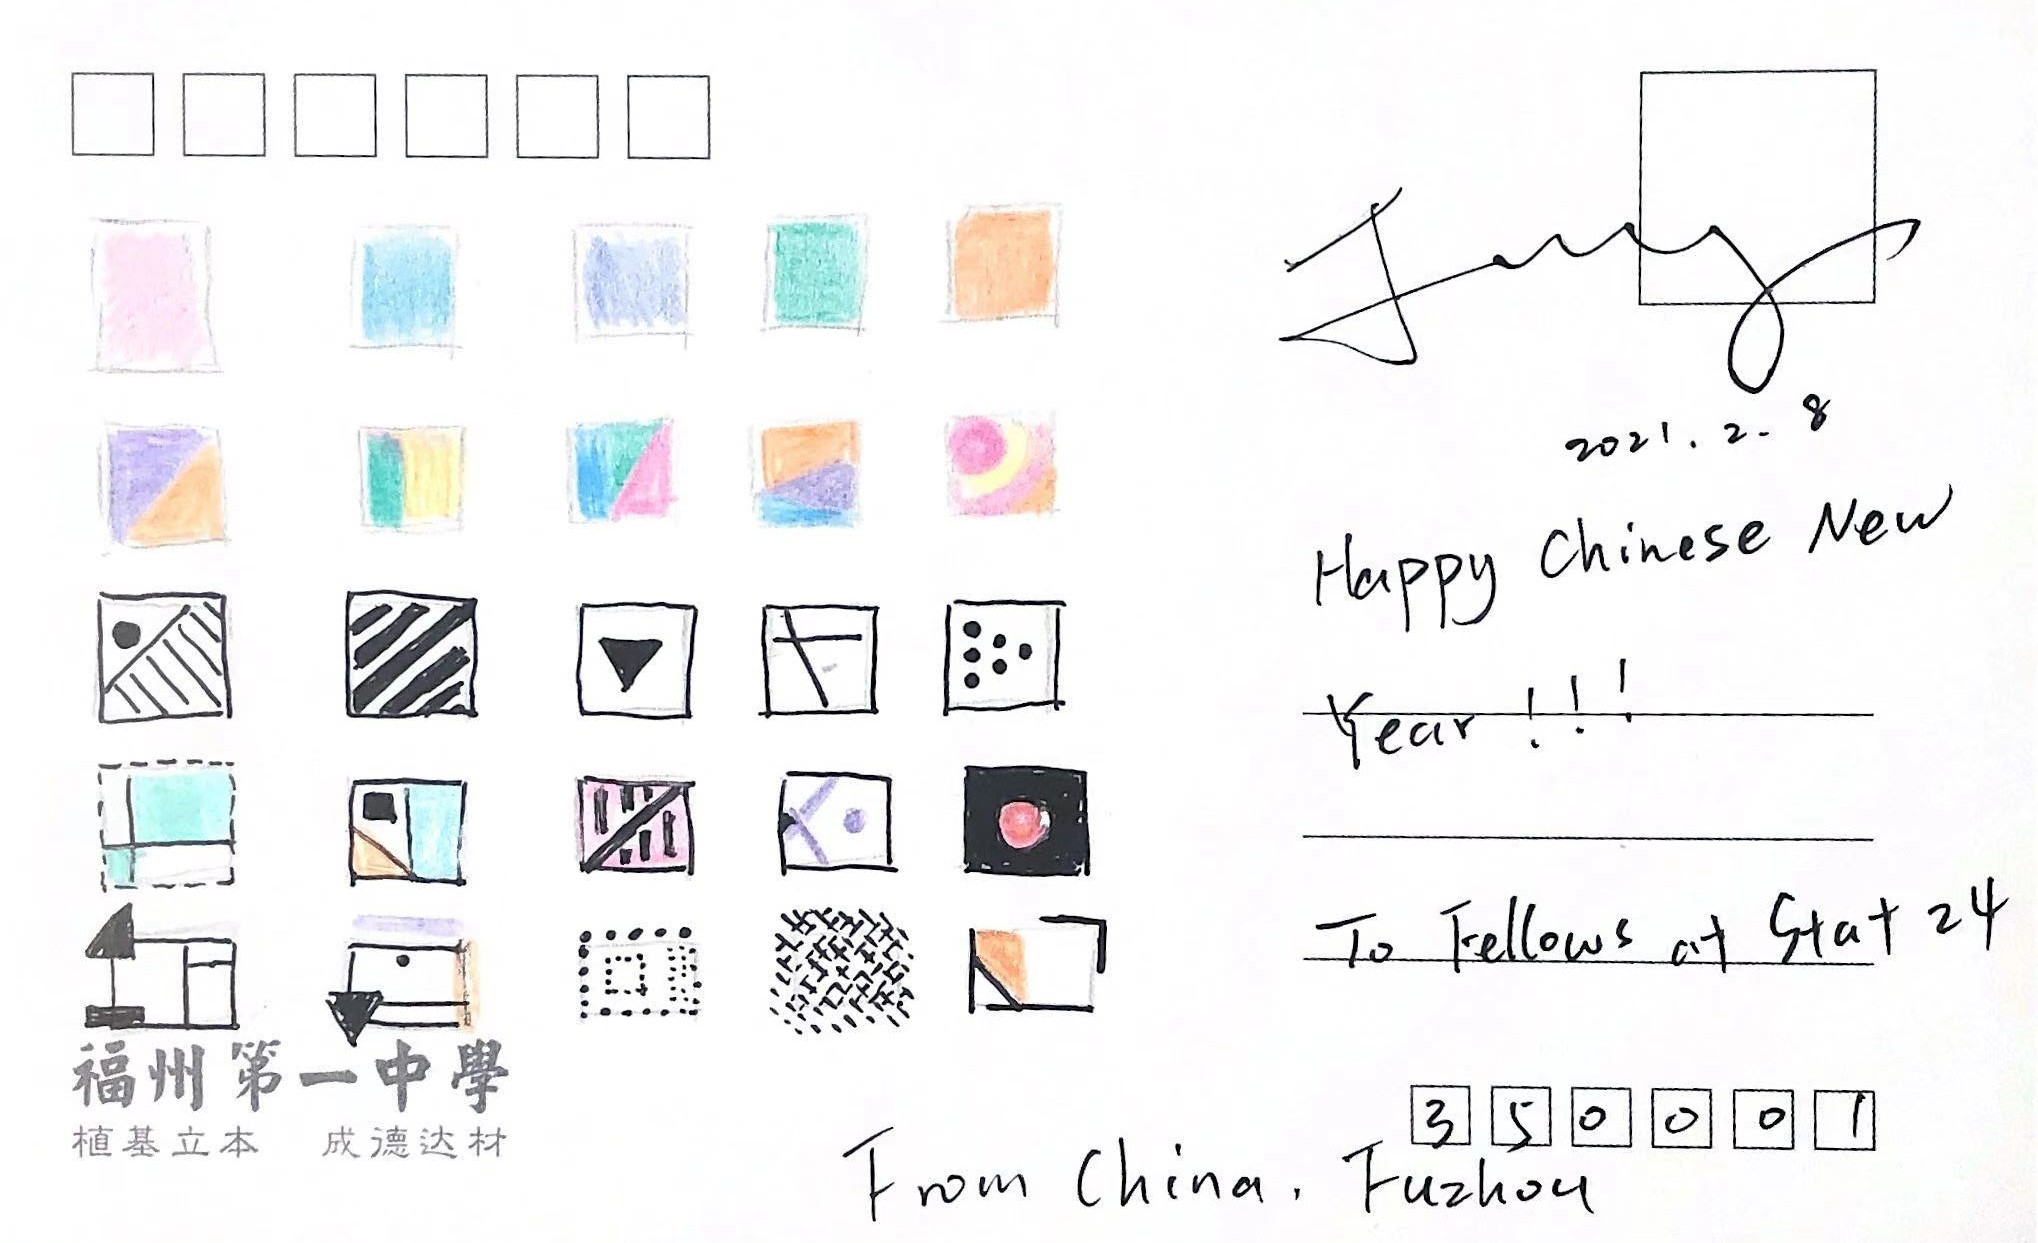 2021.2.8
Happy Chinese New
Year!!!
To Fellows at Stat 24
福州第一中學
植基立本 成德达材
350001
From China. Fuzhou